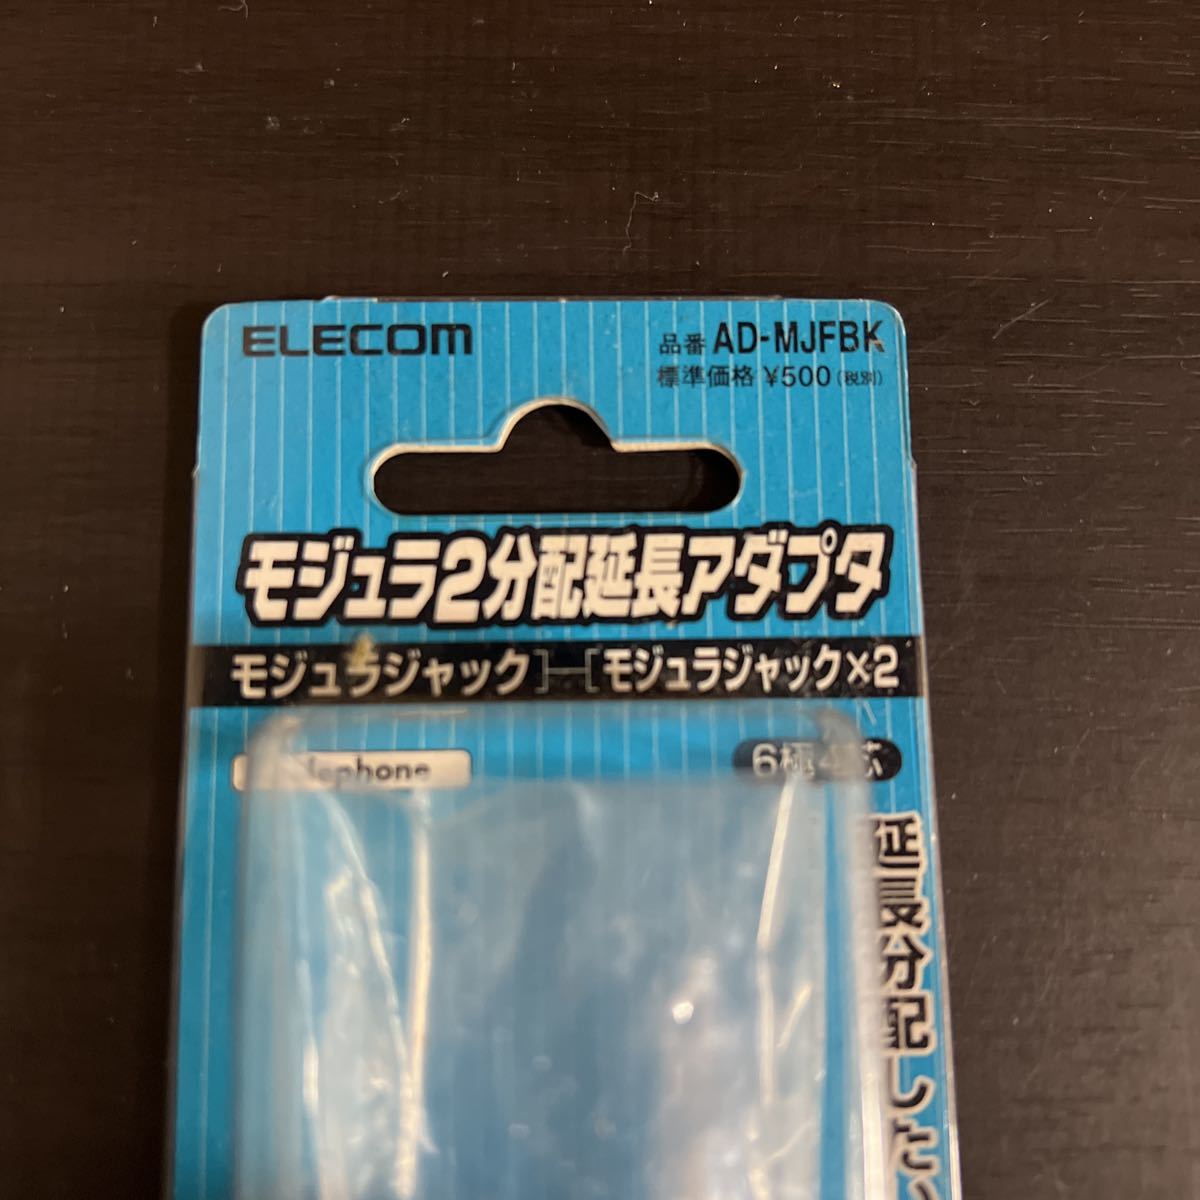 ELECOM
品番 AD-MJFBK
標準価格 ¥500(税別)
モジュラ2分配延長アダプタ
モジュラジャック モジュラジャック×2
6極4芯
延長分配した